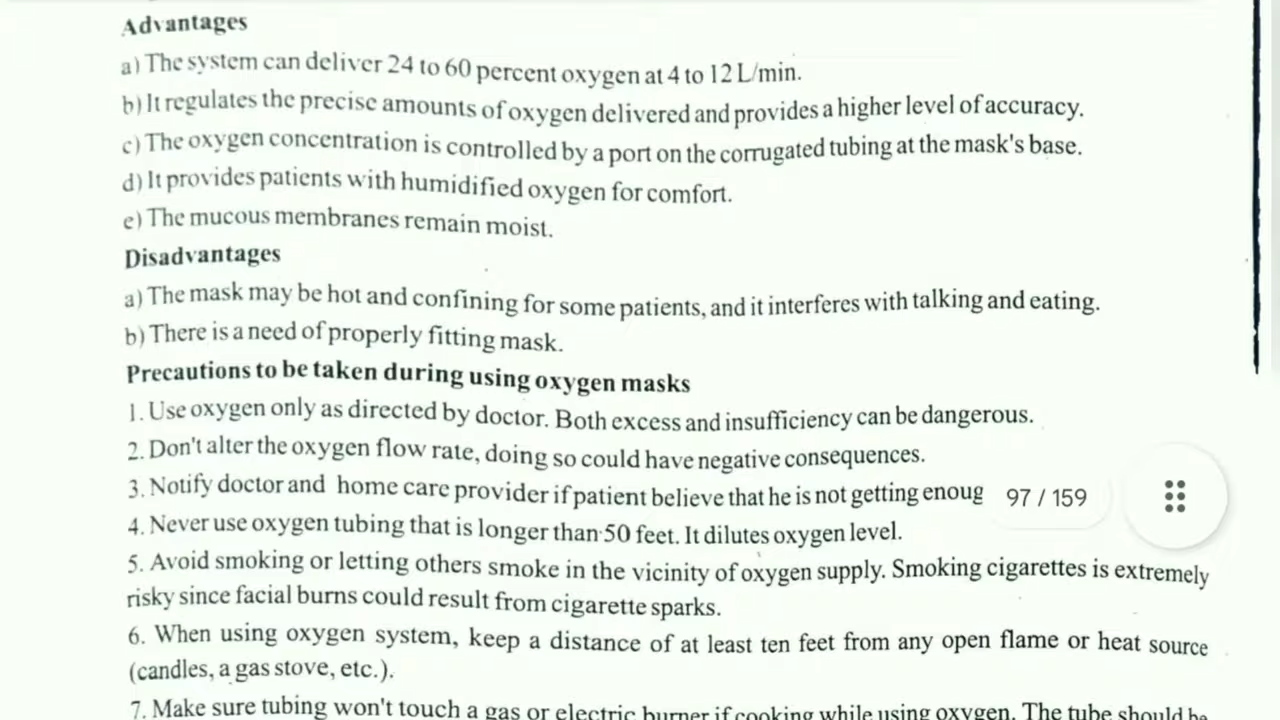 Advantages
a) The system can deliver 24 to 60 percent oxygen at 4 to 12 L/min.
b) It regulates the precise amounts of oxygen delivered and provides a higher level of accuracy.
c) The oxygen concentration is controlled by a port on the corrugated tubing at the mask's base.
d) It provides patients with humidified oxygen for comfort.
e) The mucous membranes remain moist.
Disadvantages
a) The mask may be hot and confining for some patients, and it interferes with talking and eating.
b) There is a need of properly fitting mask.
Precautions to be taken during using oxygen masks
1. Use oxygen only as directed by doctor. Both excess and insufficiency can be dangerous.
2. Don't alter the oxygen flow rate, doing so could have negative consequences.
3. Notify doctor and home care provider if patient believe that he is not getting enoug
97 / 159
4. Never use oxygen tubing that is longer than 50 feet. It dilutes oxygen level.
5. Avoid smoking or letting others smoke in the vicinity of oxygen supply. Smoking cigarettes is extremely
risky since facial burns could result from cigarette sparks.
6. When using oxygen system, keep a distance of at least ten feet from any open flame or heat source
(candles, a gas stove, etc.).
7. Make sure tubing won't touch a gas or electric burner if cooking while using oxygen. The tube should be